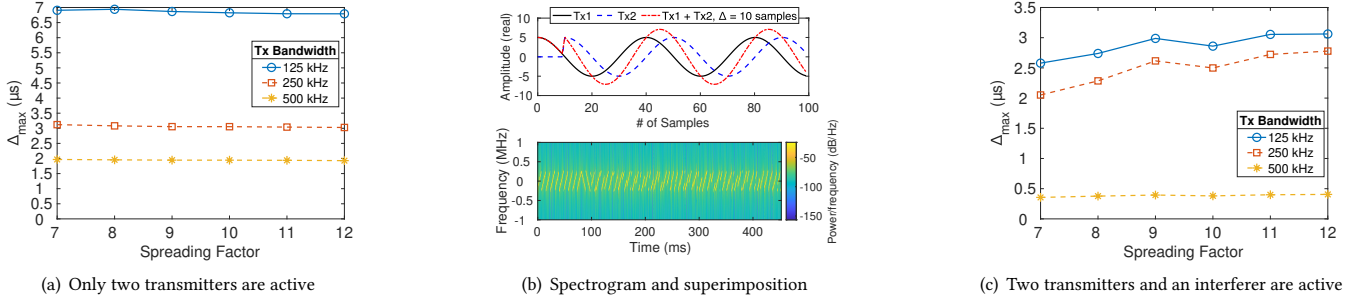 7
6.5
6
5.5
5
4.5
4
3.5
3
2.5
2
1.5
1
0.5
0
Δmax (μs)
Tx Bandwidth
125 kHz
250 kHz
500 kHz
7 8 9 10 11 12
Spreading Factor
(a) Only two transmitters are active
Tx1 Tx2 Tx1 + Tx2, Δ = 10 samples
10
5
0
-5
-10
Amplitude (real)
0 20 40 60 80 100
# of Samples
1
0.5
0
-0.5
-1
Frequency (MHz)
0 100 200 300 400
Time (ms)
-50
-100
-150
Power/frequency (dB/Hz)
(b) Spectrogram and superimposition
3.5
3
2.5
2
1.5
1
0.5
0
Δmax (μs)
Tx Bandwidth
125 kHz
250 kHz
500 kHz
7 8 9 10 11 12
Spreading Factor
(c) Two transmitters and an interferer are active